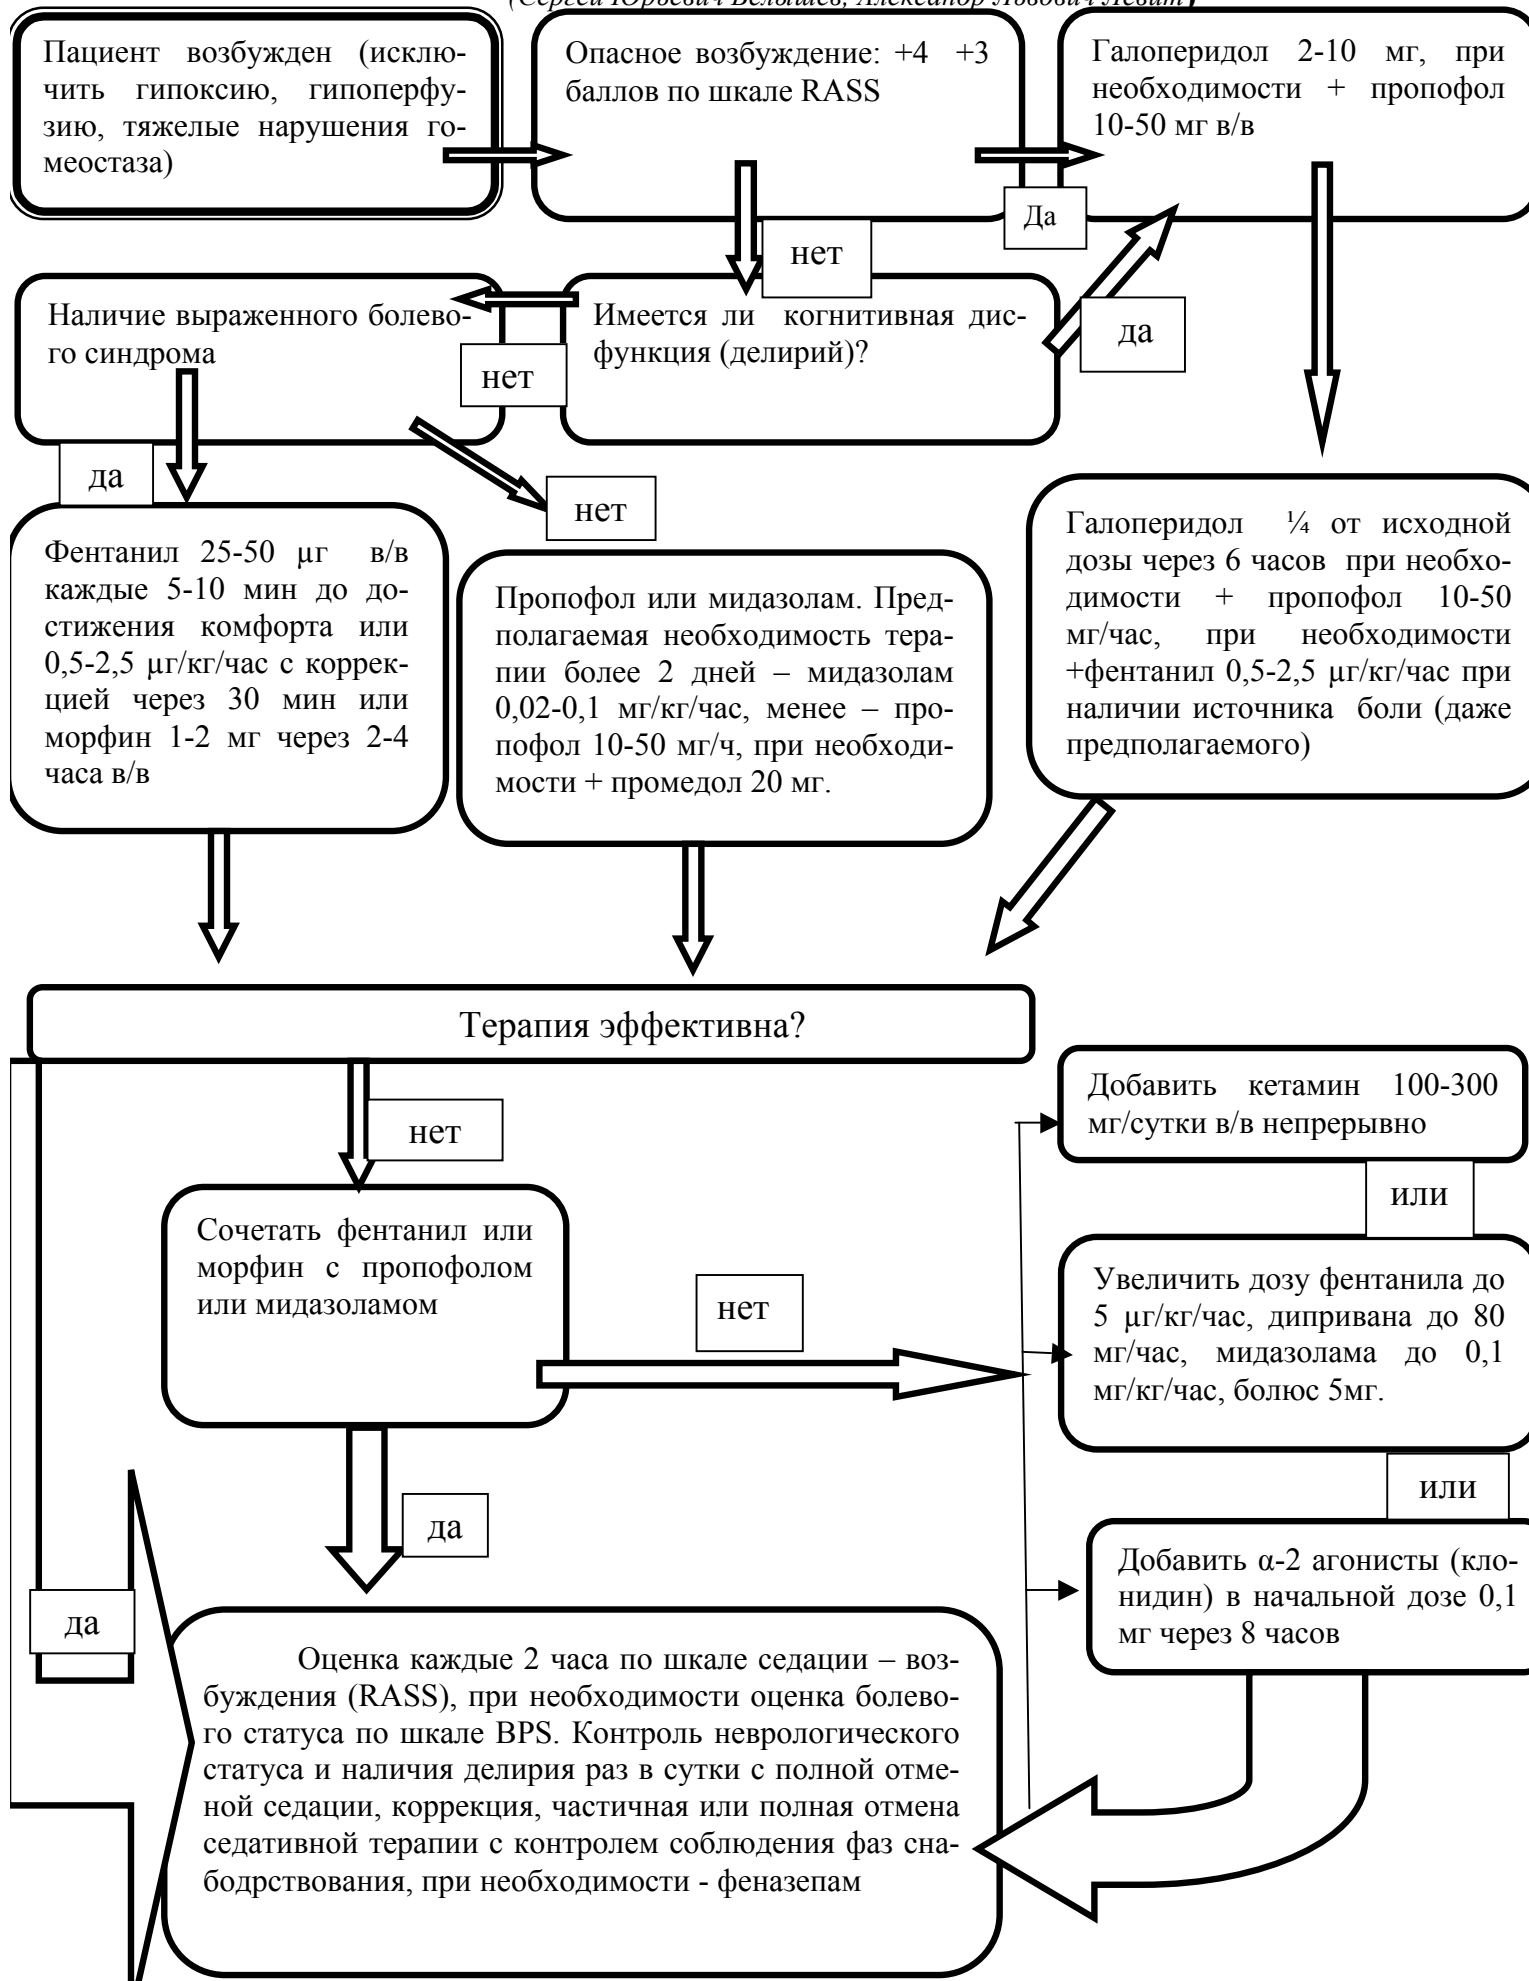 (Сергей Юрьевич Белышев, Александр Львович Левит)
Пациент возбужден (исклю-
чить гипоксию, гипоперфу-
зию, тяжелые нарушения го-
меостаза)
Опасное возбуждение: +4 +3
баллов по шкале RASS
Галоперидол 2-10 мг, при
необходимости + пропофол
10-50 мг в/в
Да
нет
Наличие выраженного болево-
го синдрома
нет
Имеется ли когнитивная дис-
функция (делирий)?
да
да
нет
Фентанил 25-50 µг в/в
каждые 5-10 мин до до-
стижения комфорта или
0,5-2,5 µг/кг/час с коррек-
цией через 30 мин или
морфин 1-2 мг через 2-4
часа в/в
Пропофол или мидазолам. Пред-
полагаемая необходимость тера-
пии более 2 дней – мидазолам
0,02-0,1 мг/кг/час, менее – про-
пофол 10-50 мг/ч, при необходи-
мости + промедол 20 мг.
Галоперидол ¼ от исходной
дозы через 6 часов при необхо-
димости + пропофол 10-50
мг/час, при необходимости
+фентанил 0,5-2,5 µг/кг/час при
наличии источника боли (даже
предполагаемого)
Терапия эффективна?
нет
Добавить кетамин 100-300
мг/сутки в/в непрерывно
или
Сочетать фентанил или
морфин с пропофолом
или мидазоламом
нет
Увеличить дозу фентанила до
5 µг/кг/час, дипривана до 80
мг/час, мидазолама до 0,1
мг/кг/час, болюс 5мг.
или
да
Добавить α-2 агонисты (кло-
нидин) в начальной дозе 0,1
мг через 8 часов
да
Оценка каждые 2 часа по шкале седации – воз-
буждения (RASS), при необходимости оценка болево-
го статуса по шкале BPS. Контроль неврологического
статуса и наличия делирия раз в сутки с полной отме-
ной седации, коррекция, частичная или полная отмена
седативной терапии с контролем соблюдения фаз сна-
бодрствования, при необходимости - феназепам